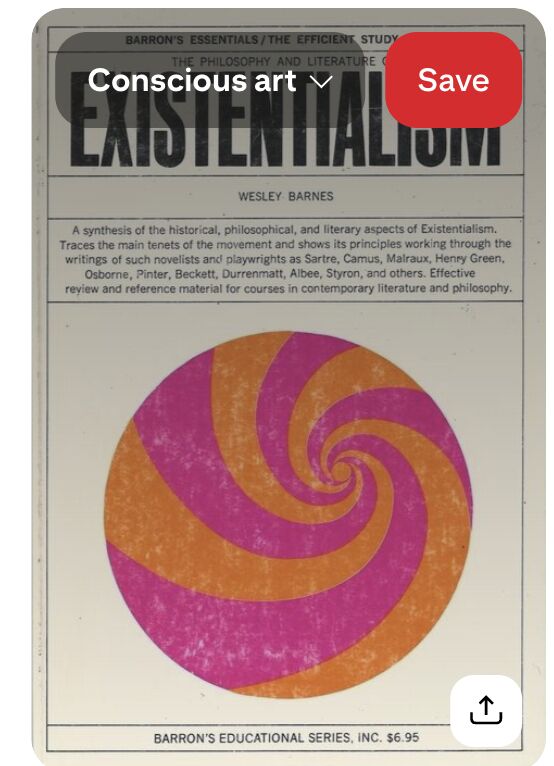 BARRON'S ESSENTIALS / THE EFFICIENT STUDY
THE PHILOSOPHY AND LITERATURE
Conscious art
Save
EXISTENTIALISM
WESLEY BARNES
A synthesis of the historical, philosophical, and literary aspects of Existentialism.
Traces the main tenets of the movement and shows its principles working through the
writings of such novelists and playwrights as Sartre, Camus, Malraux, Henry Green,
Osborne, Pinter, Beckett, Durrenmatt, Albee, Styron, and others. Effective
review and reference material for courses in contemporary literature and philosophy.
BARRON'S EDUCATIONAL SERIES, INC. $6.95